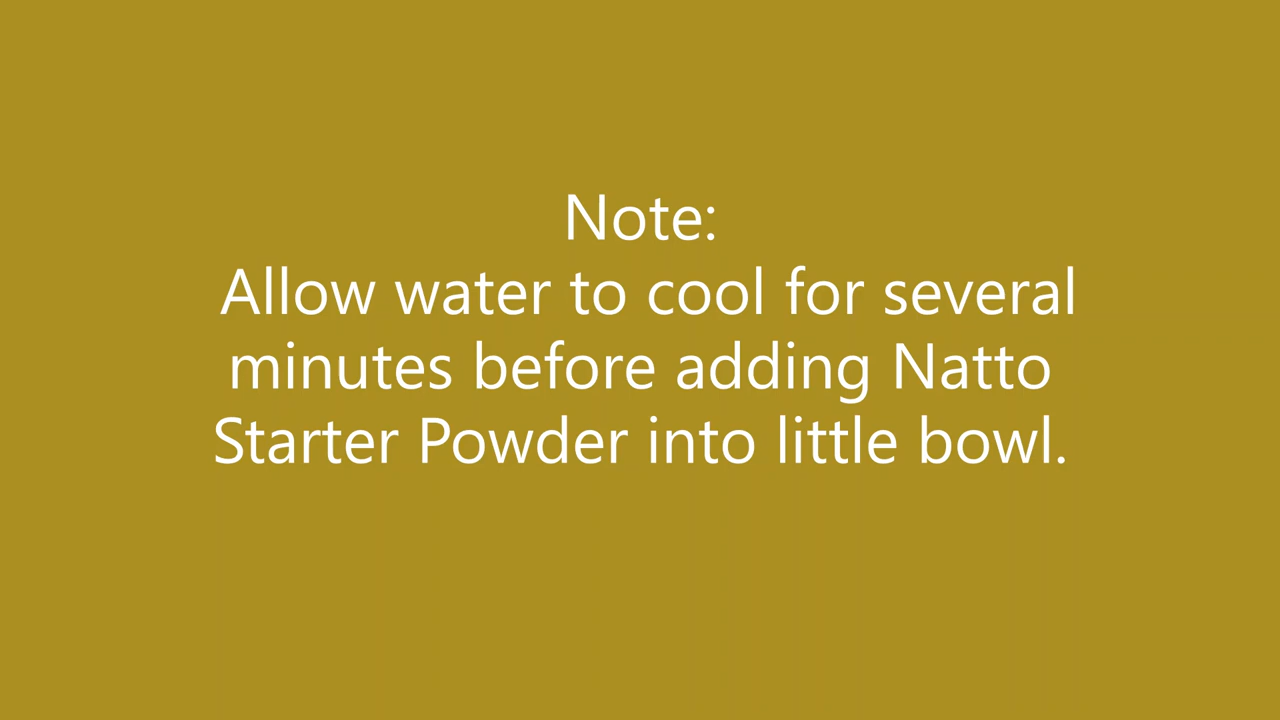 Note:
Allow water to cool for several
minutes before adding Natto
Starter Powder into little bowl.